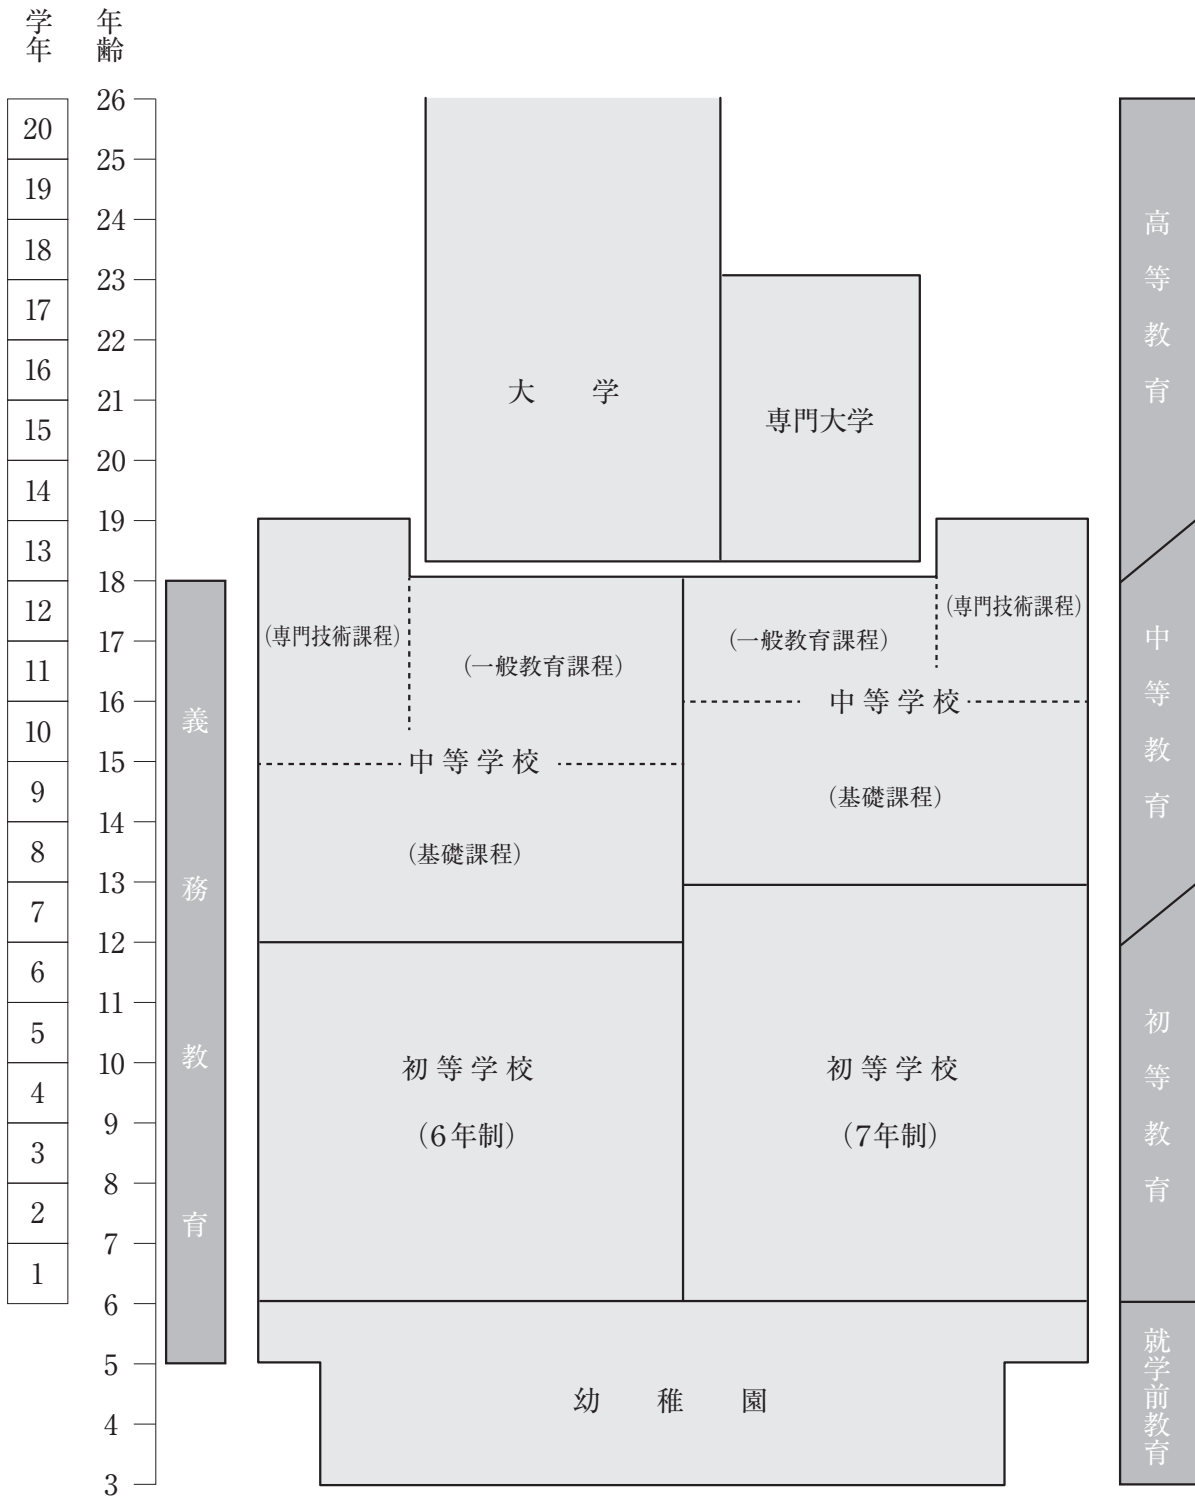 学年
年齢
20
19
18
17
16
15
14
13
12
11
10
9
8
7
6
5
4
3
2
1
26
25
24
23
22
21
20
19
18
17
16
15
14
13
12
11
10
9
8
7
6
5
4
3
義務教育
大学
専門大学
(専門技術課程)
(一般教育課程)
中等学校
(基礎課程)
初等学校
(6年制)
(一般教育課程)
(専門技術課程)
中等学校
(基礎課程)
初等学校
(7年制)
幼稚園
高等教育
中等教育
初等教育
就学前教育